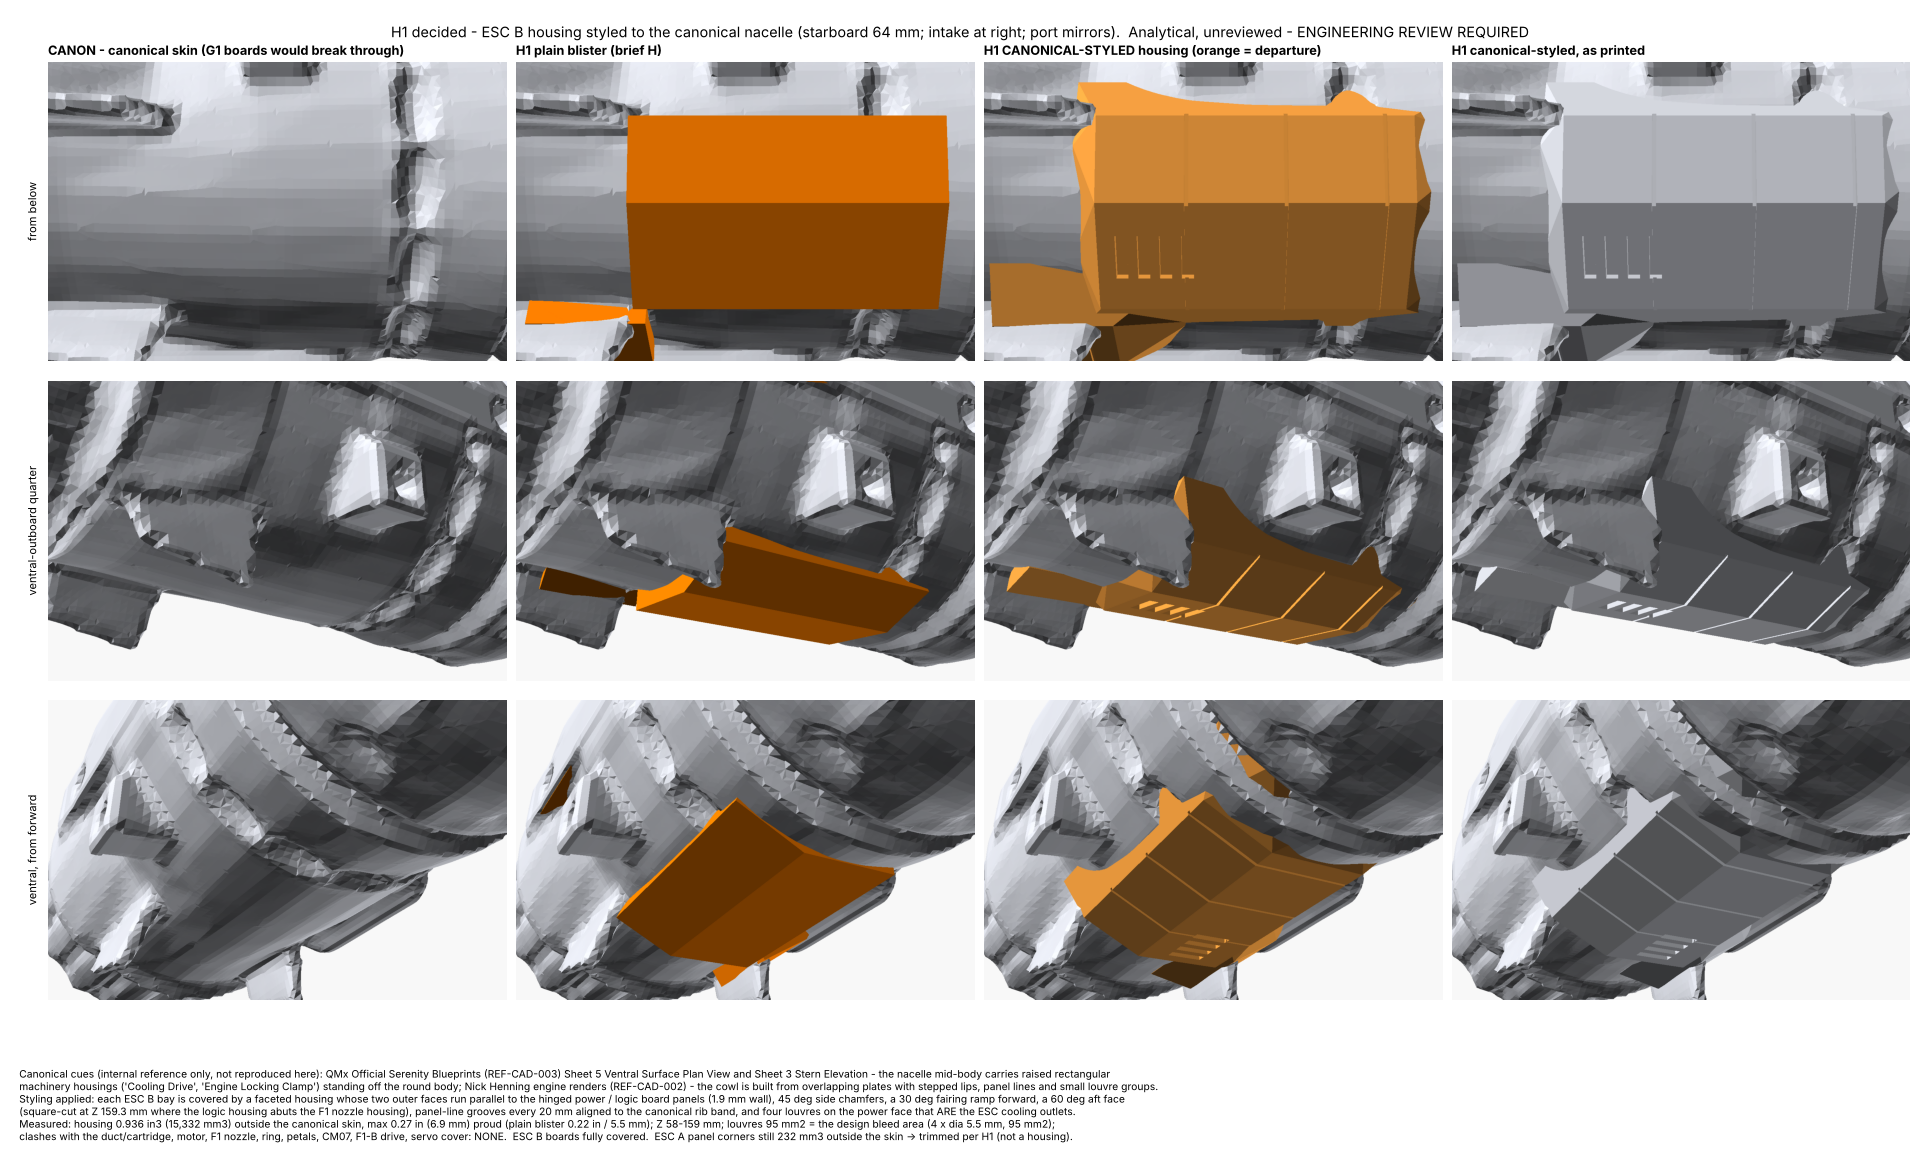 H1 decided - ESC B housing styled to the canonical nacelle (starboard 64 mm; intake at right; port mirrors).  Analytical, unreviewed - ENGINEERING REVIEW REQUIRED
CANON - canonical skin (G1 boards would break through)
H1 plain blister (brief H)
H1 CANONICAL-STYLED housing (orange = departure)
H1 canonical-styled, as printed
from below
ventral-outboard quarter
ventral, from forward
Canonical cues (internal reference only, not reproduced here): QMx Official Serenity Blueprints (REF-CAD-003) Sheet 5 Ventral Surface Plan View and Sheet 3 Stern Elevation - the nacelle mid-body carries raised rectangular
machinery housings ('Cooling Drive', 'Engine Locking Clamp') standing off the round body; Nick Henning engine renders (REF-CAD-002) - the cowl is built from overlapping plates with stepped lips, panel lines and small louvre groups.
Styling applied: each ESC B bay is covered by a faceted housing whose two outer faces run parallel to the hinged power / logic board panels (1.9 mm wall), 45 deg side chamfers, a 30 deg fairing ramp forward, a 60 deg aft face
(square-cut at Z 159.3 mm where the logic housing abuts the F1 nozzle housing), panel-line grooves every 20 mm aligned to the canonical rib band, and four louvres on the power face that ARE the ESC cooling outlets.
Measured: housing 0.936 in3 (15,332 mm3) outside the canonical skin, max 0.27 in (6.9 mm) proud (plain blister 0.22 in / 5.5 mm); Z 58-159 mm; louvres 95 mm2 = the design bleed area (4 x dia 5.5 mm, 95 mm2);
clashes with the duct/cartridge, motor, F1 nozzle, ring, petals, CM07, F1-B drive, servo cover: NONE.  ESC B boards fully covered.  ESC A panel corners still 232 mm3 outside the skin → trimmed per H1 (not a housing).